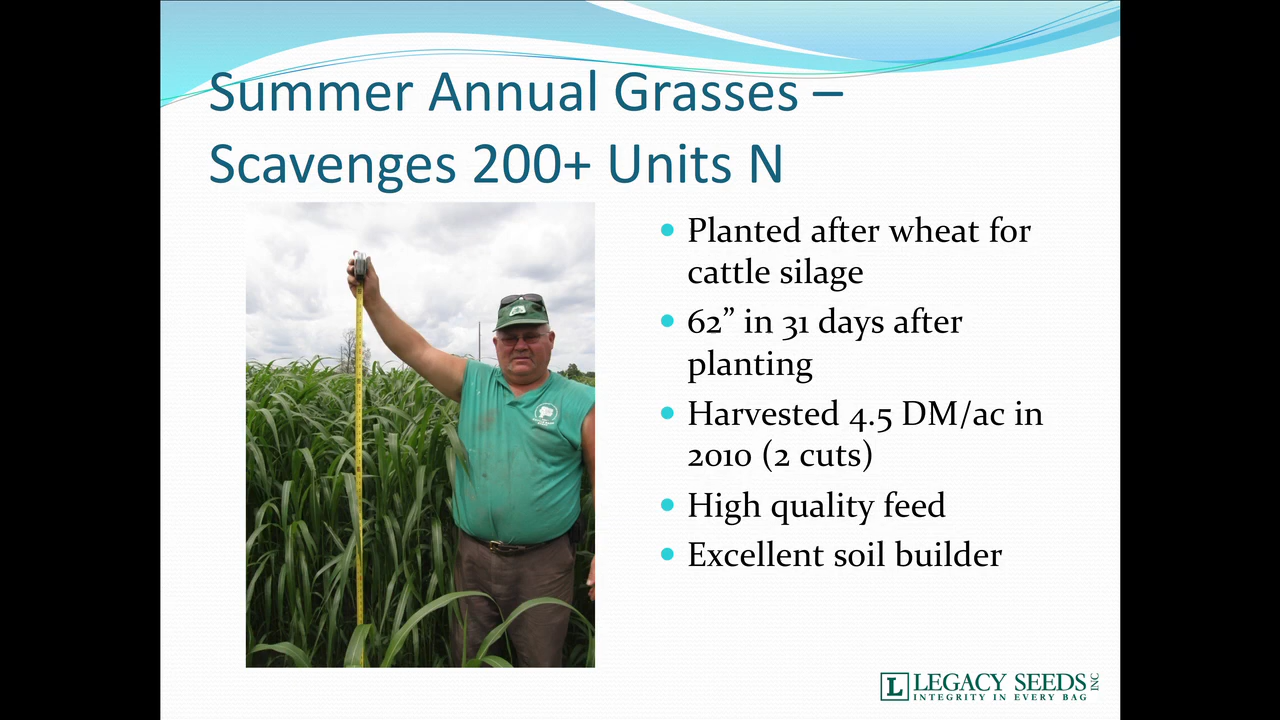 Summer Annual Grasses –
Scavenges 200+ Units N
• Planted after wheat for
cattle silage
• 62” in 31 days after
planting
• Harvested 4.5 DM/ac in
2010 (2 cuts)
• High quality feed
• Excellent soil builder
L LEGACY SEEDS INC
INTEGRITY IN EVERY BAG